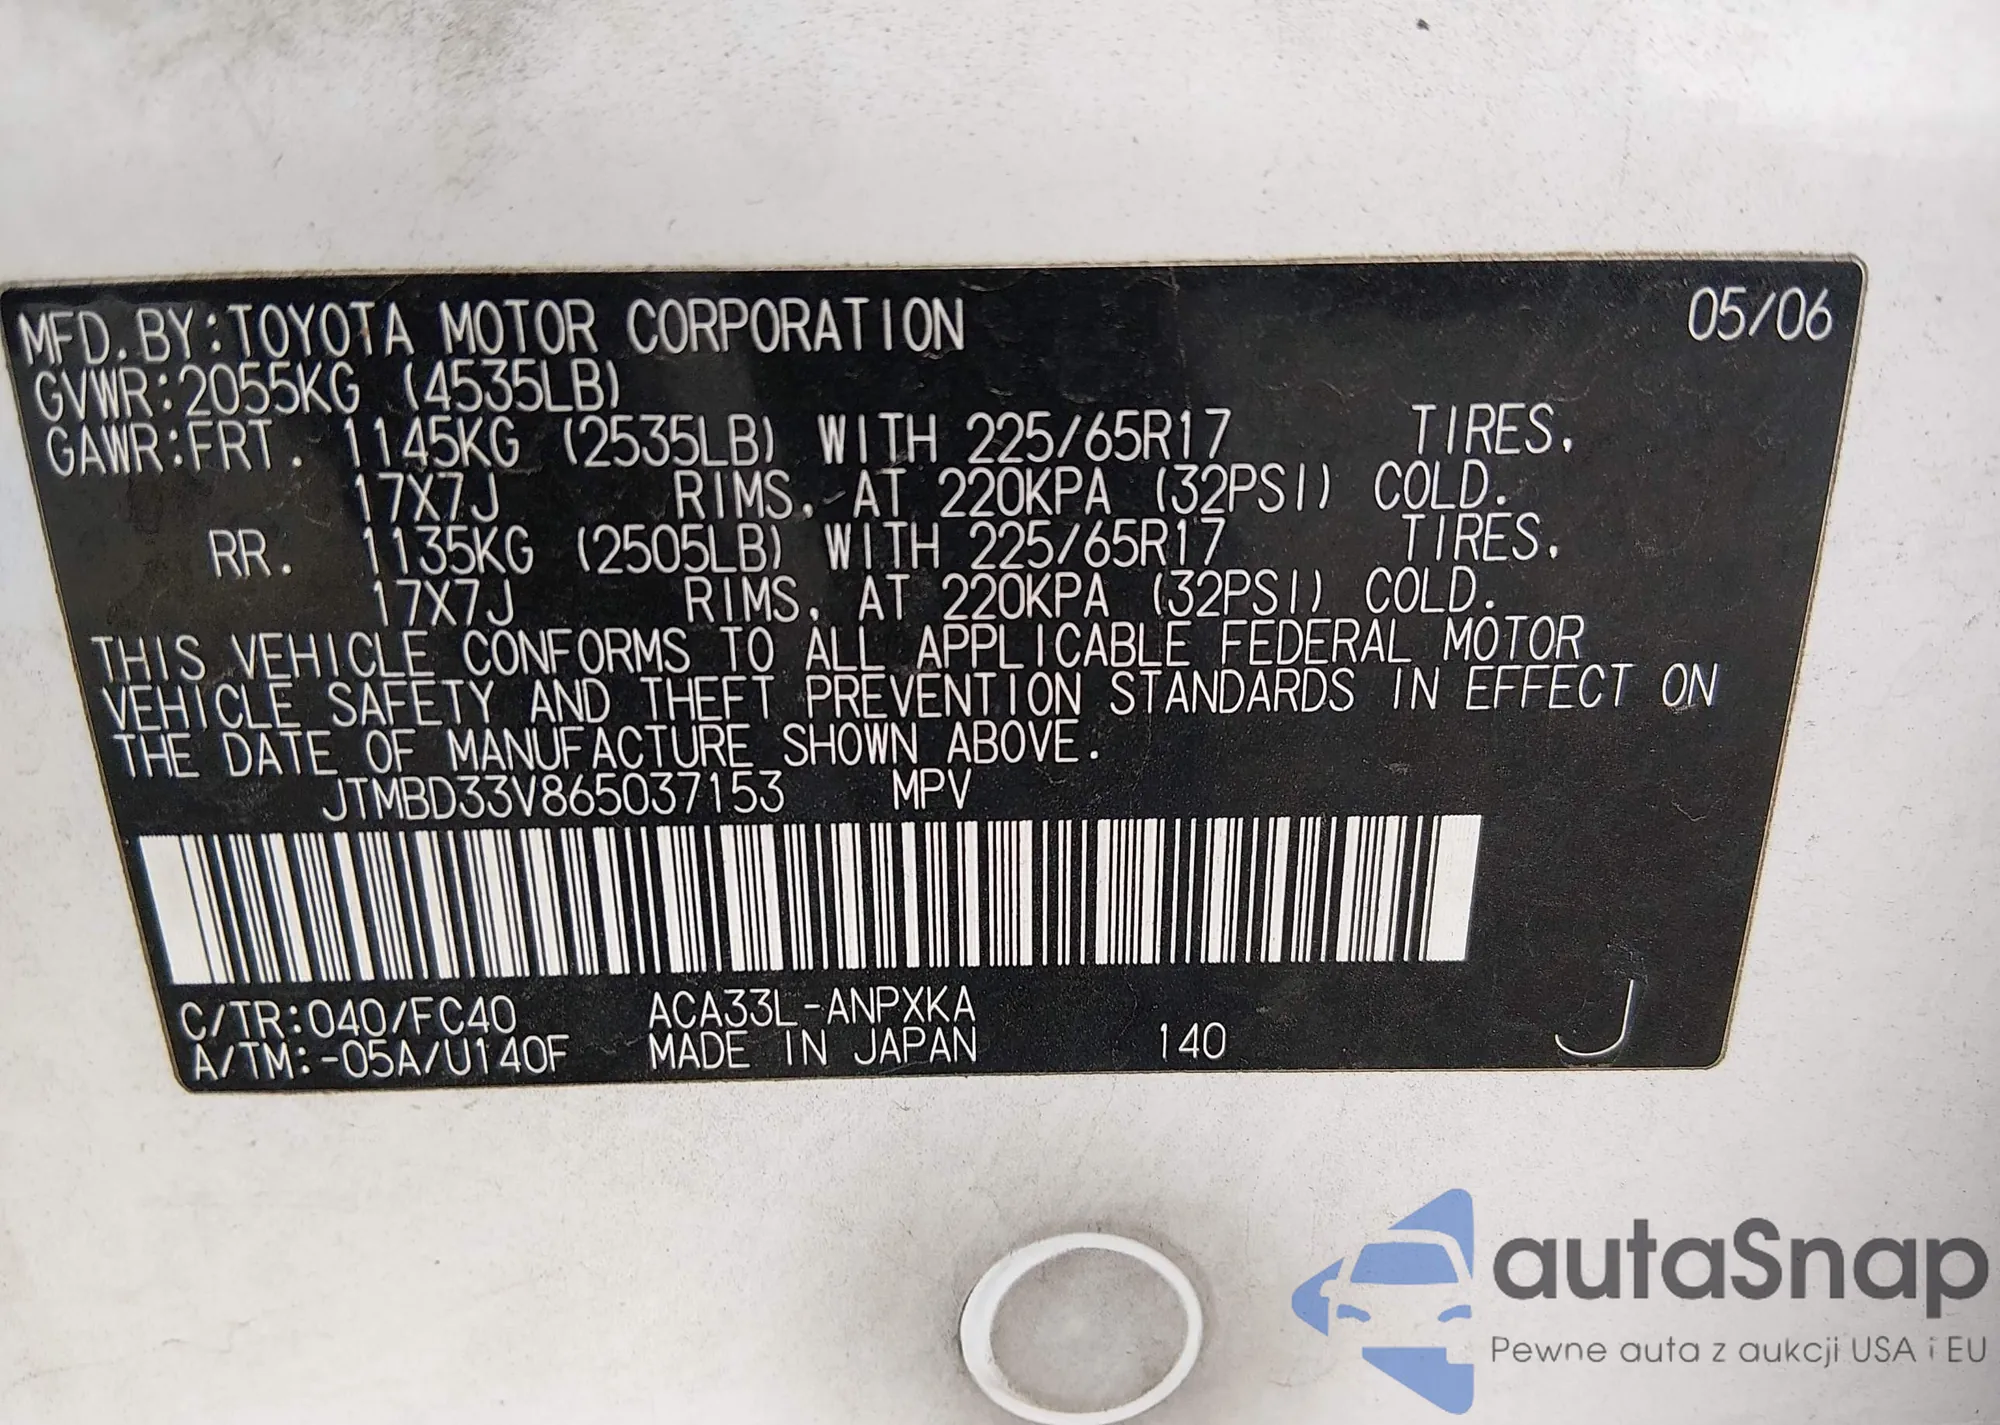 MFD. BY:TOYOTA MOTOR CORPORATION 05/06
GVWR:2055KG (4535LB)
GAWR:FRT. 1145KG (2535LB) WITH 225/65R17 TIRES,
17X7J RIMS, AT 220KPA (32PSI) COLD.
RR. 1135KG (2505LB) WITH 225/65R17 TIRES,
17X7J RIMS, AT 220KPA (32PSI) COLD.
THIS VEHICLE CONFORMS TO ALL APPLICABLE FEDERAL MOTOR
VEHICLE SAFETY AND THEFT PREVENTION STANDARDS IN EFFECT ON
THE DATE OF MANUFACTURE SHOWN ABOVE.
JTMBD33V865037153 MPV
C/TR:040/FC40 ACA33L-ANPXKA
A/TM:-05A/U140F MADE IN JAPAN 140 J
autaSnap
Pewne auta z aukcji USA i EU